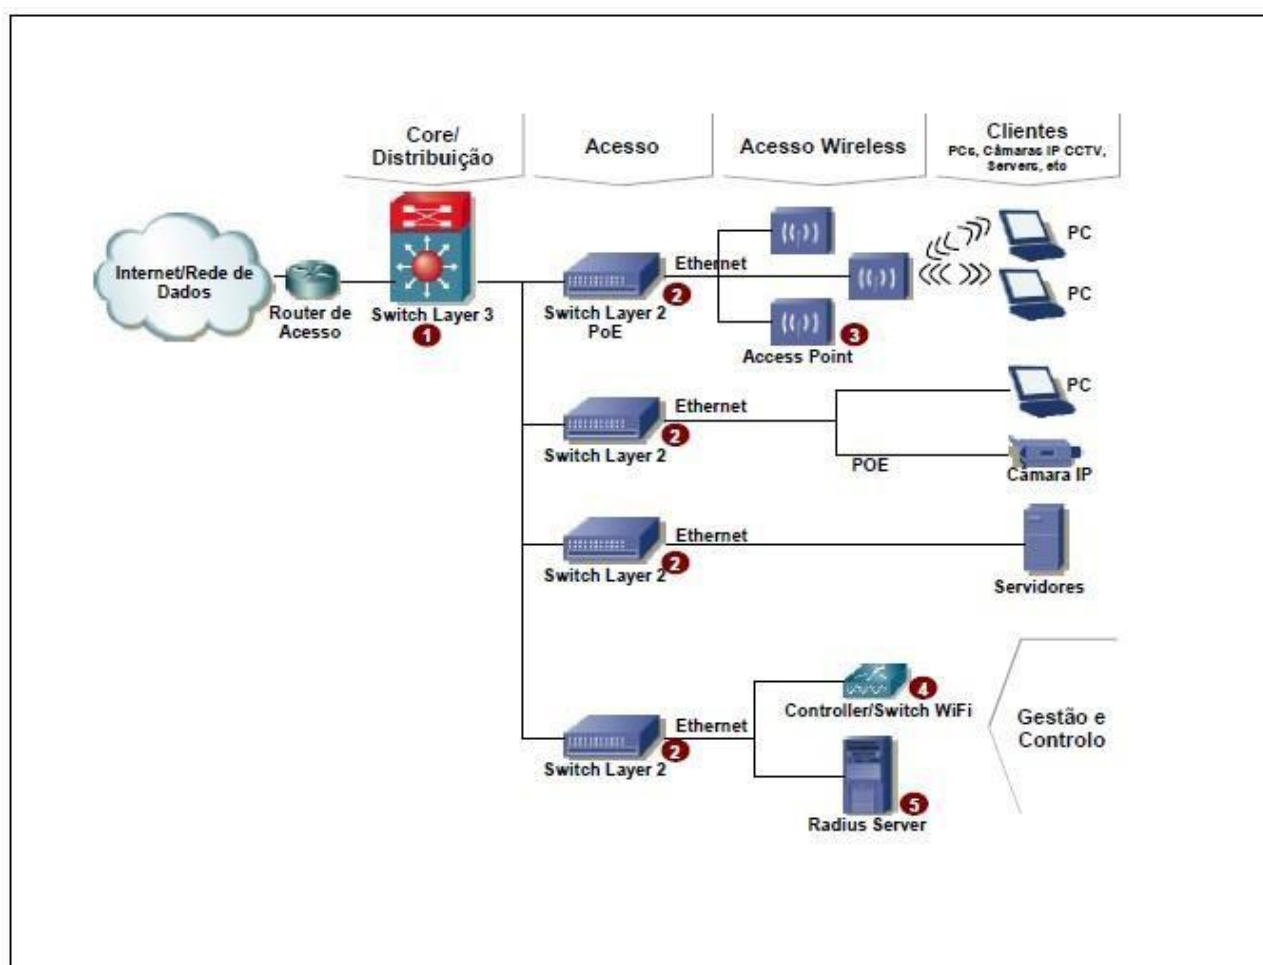 Core/
Distribuição
Acesso
Acesso Wireless
Clientes
PCs, Câmaras IP CCTV,
Servers, etc
Internet/Rede de
Dados
Router de
Acesso
Switch Layer 3
1
Switch Layer 2
PoE
2
Ethernet
Access Point
3
PC
PC
Switch Layer 2
2
Ethernet
POE
PC
Câmara IP
Switch Layer 2
2
Ethernet
Servidores
Switch Layer 2
2
Ethernet
Controller/Switch WiFi
4
Radius Server
5
Gestão e
Controlo